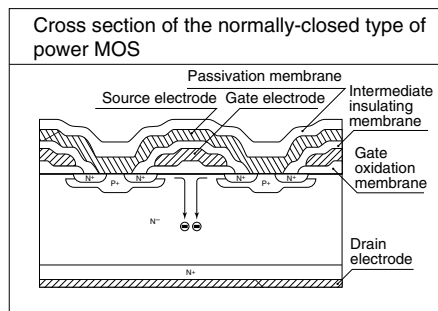 Cross section of the normally-closed type of
power MOS
Passivation membrane
Source electrode
Gate electrode
Intermediate
insulating
membrane
Gate
oxidation
membrane
N+
P+
N+
N+
P+
N+
N−
N+
Drain
electrode